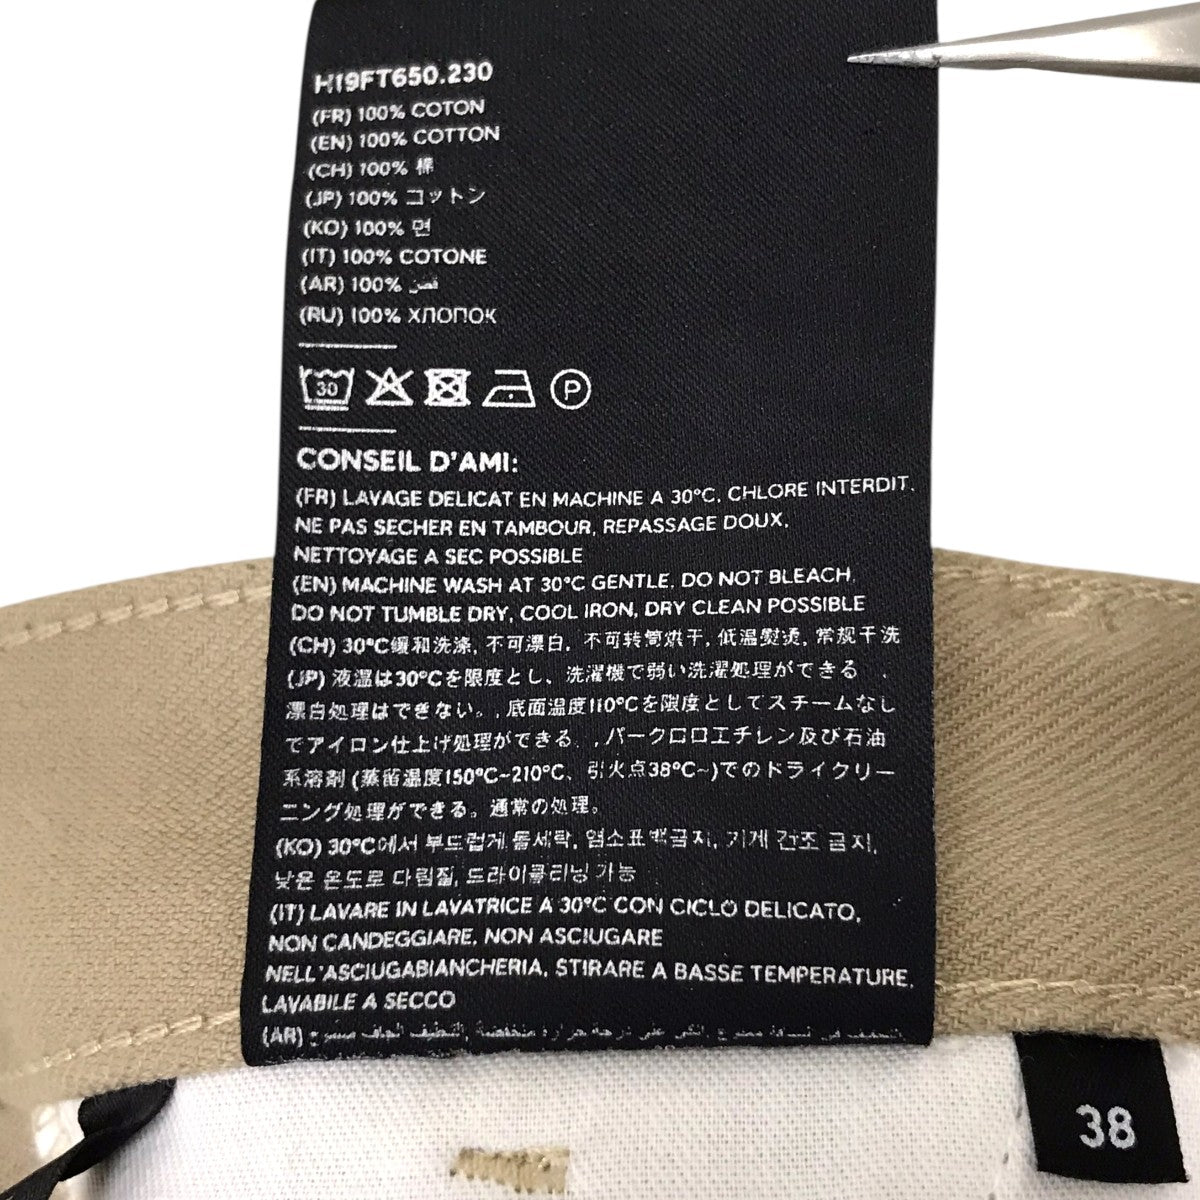 H19FT650.230
(FR) 100% COTON
(EN) 100% COTTON
(CH) 100% 棉
(JP) 100% コットン
(KO) 100% 면
(IT) 100% COTONE
(AR) 100% قطن
(RU) 100% ХЛОПОК
30
P
CONSEIL D'AMI:
(FR) LAVAGE DELICAT EN MACHINE A 30°C, CHLORE INTERDIT,
NE PAS SECHER EN TAMBOUR, REPASSAGE DOUX,
NETTOYAGE A SEC POSSIBLE
(EN) MACHINE WASH AT 30°C GENTLE, DO NOT BLEACH,
DO NOT TUMBLE DRY, COOL IRON, DRY CLEAN POSSIBLE
(CH) 30°C缓和洗涤, 不可漂白, 不可转筒烘干, 低温熨烫, 常规干洗
(JP) 液温は30°Cを限度とし、洗濯機で弱い洗濯処理ができる 、
漂白処理はできない。, 底面温度110°Cを限度としてスチームなし
でアイロン仕上げ処理ができる 、, パークロロエチレン及び石油
系溶剤 (蒸留温度150°C~210°C、引火点38°C~)でのドライクリー
ニング処理ができる。通常の処理。
(KO) 30°C에서 부드럽게 물세탁, 염소표백금지, 기계 건조 금지,
낮은 온도로 다림질, 드라이클리닝 가능
(IT) LAVARE IN LAVATRICE A 30°C CON CICLO DELICATO,
NON CANDEGGIARE, NON ASCIUGARE
NELL'ASCIUGABIANCHERIA, STIRARE A BASSE TEMPERATURE,
LAVABILE A SECCO
(AR)
38